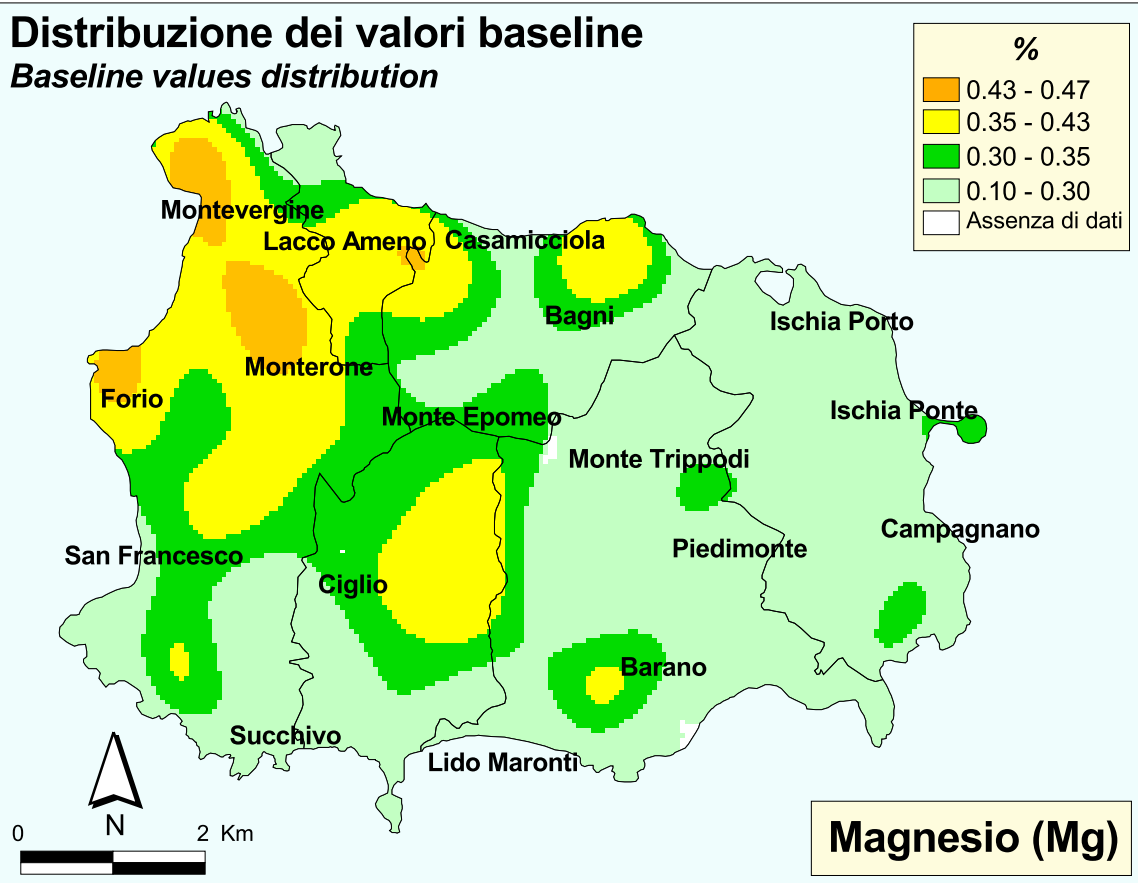 Distribuzione dei valori baseline
Baseline values distribution
%
0.43 - 0.47
0.35 - 0.43
0.30 - 0.35
0.10 - 0.30
Assenza di dati
Montevergine
Lacco Ameno
Casamicciola
Bagni
Ischia Porto
Monterone
Forio
Monte Epomeo
Ischia Ponte
Monte Trippodi
Campagnano
San Francesco
Piedimonte
Ciglio
Barano
Succhivo
Lido Maronti
N
0 2 Km
Magnesio (Mg)